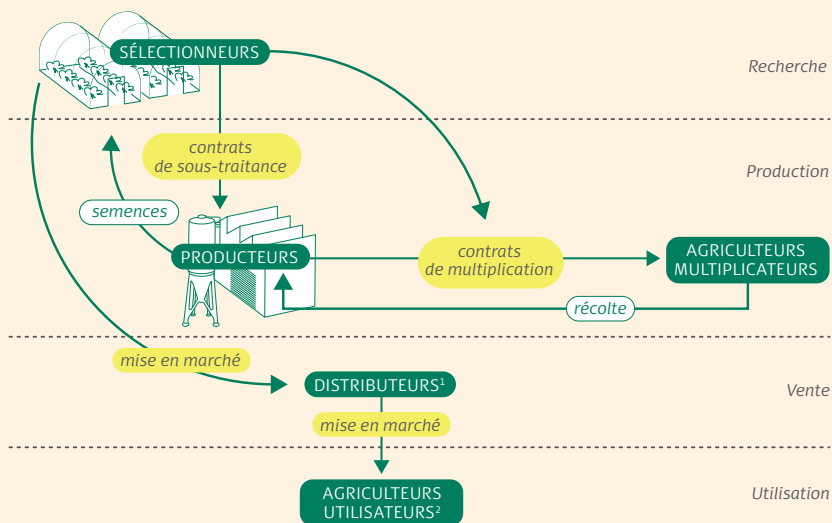 SÉLECTIONNEURS
Recherche
contrats
de sous-traitance
Production
semences
PRODUCTEURS
contrats
de multiplication
AGRICULTEURS
MULTIPLICATEURS
récolte
mise en marché
DISTRIBUTEURS¹
Vente
mise en marché
AGRICULTEURS
UTILISATEURS²
Utilisation